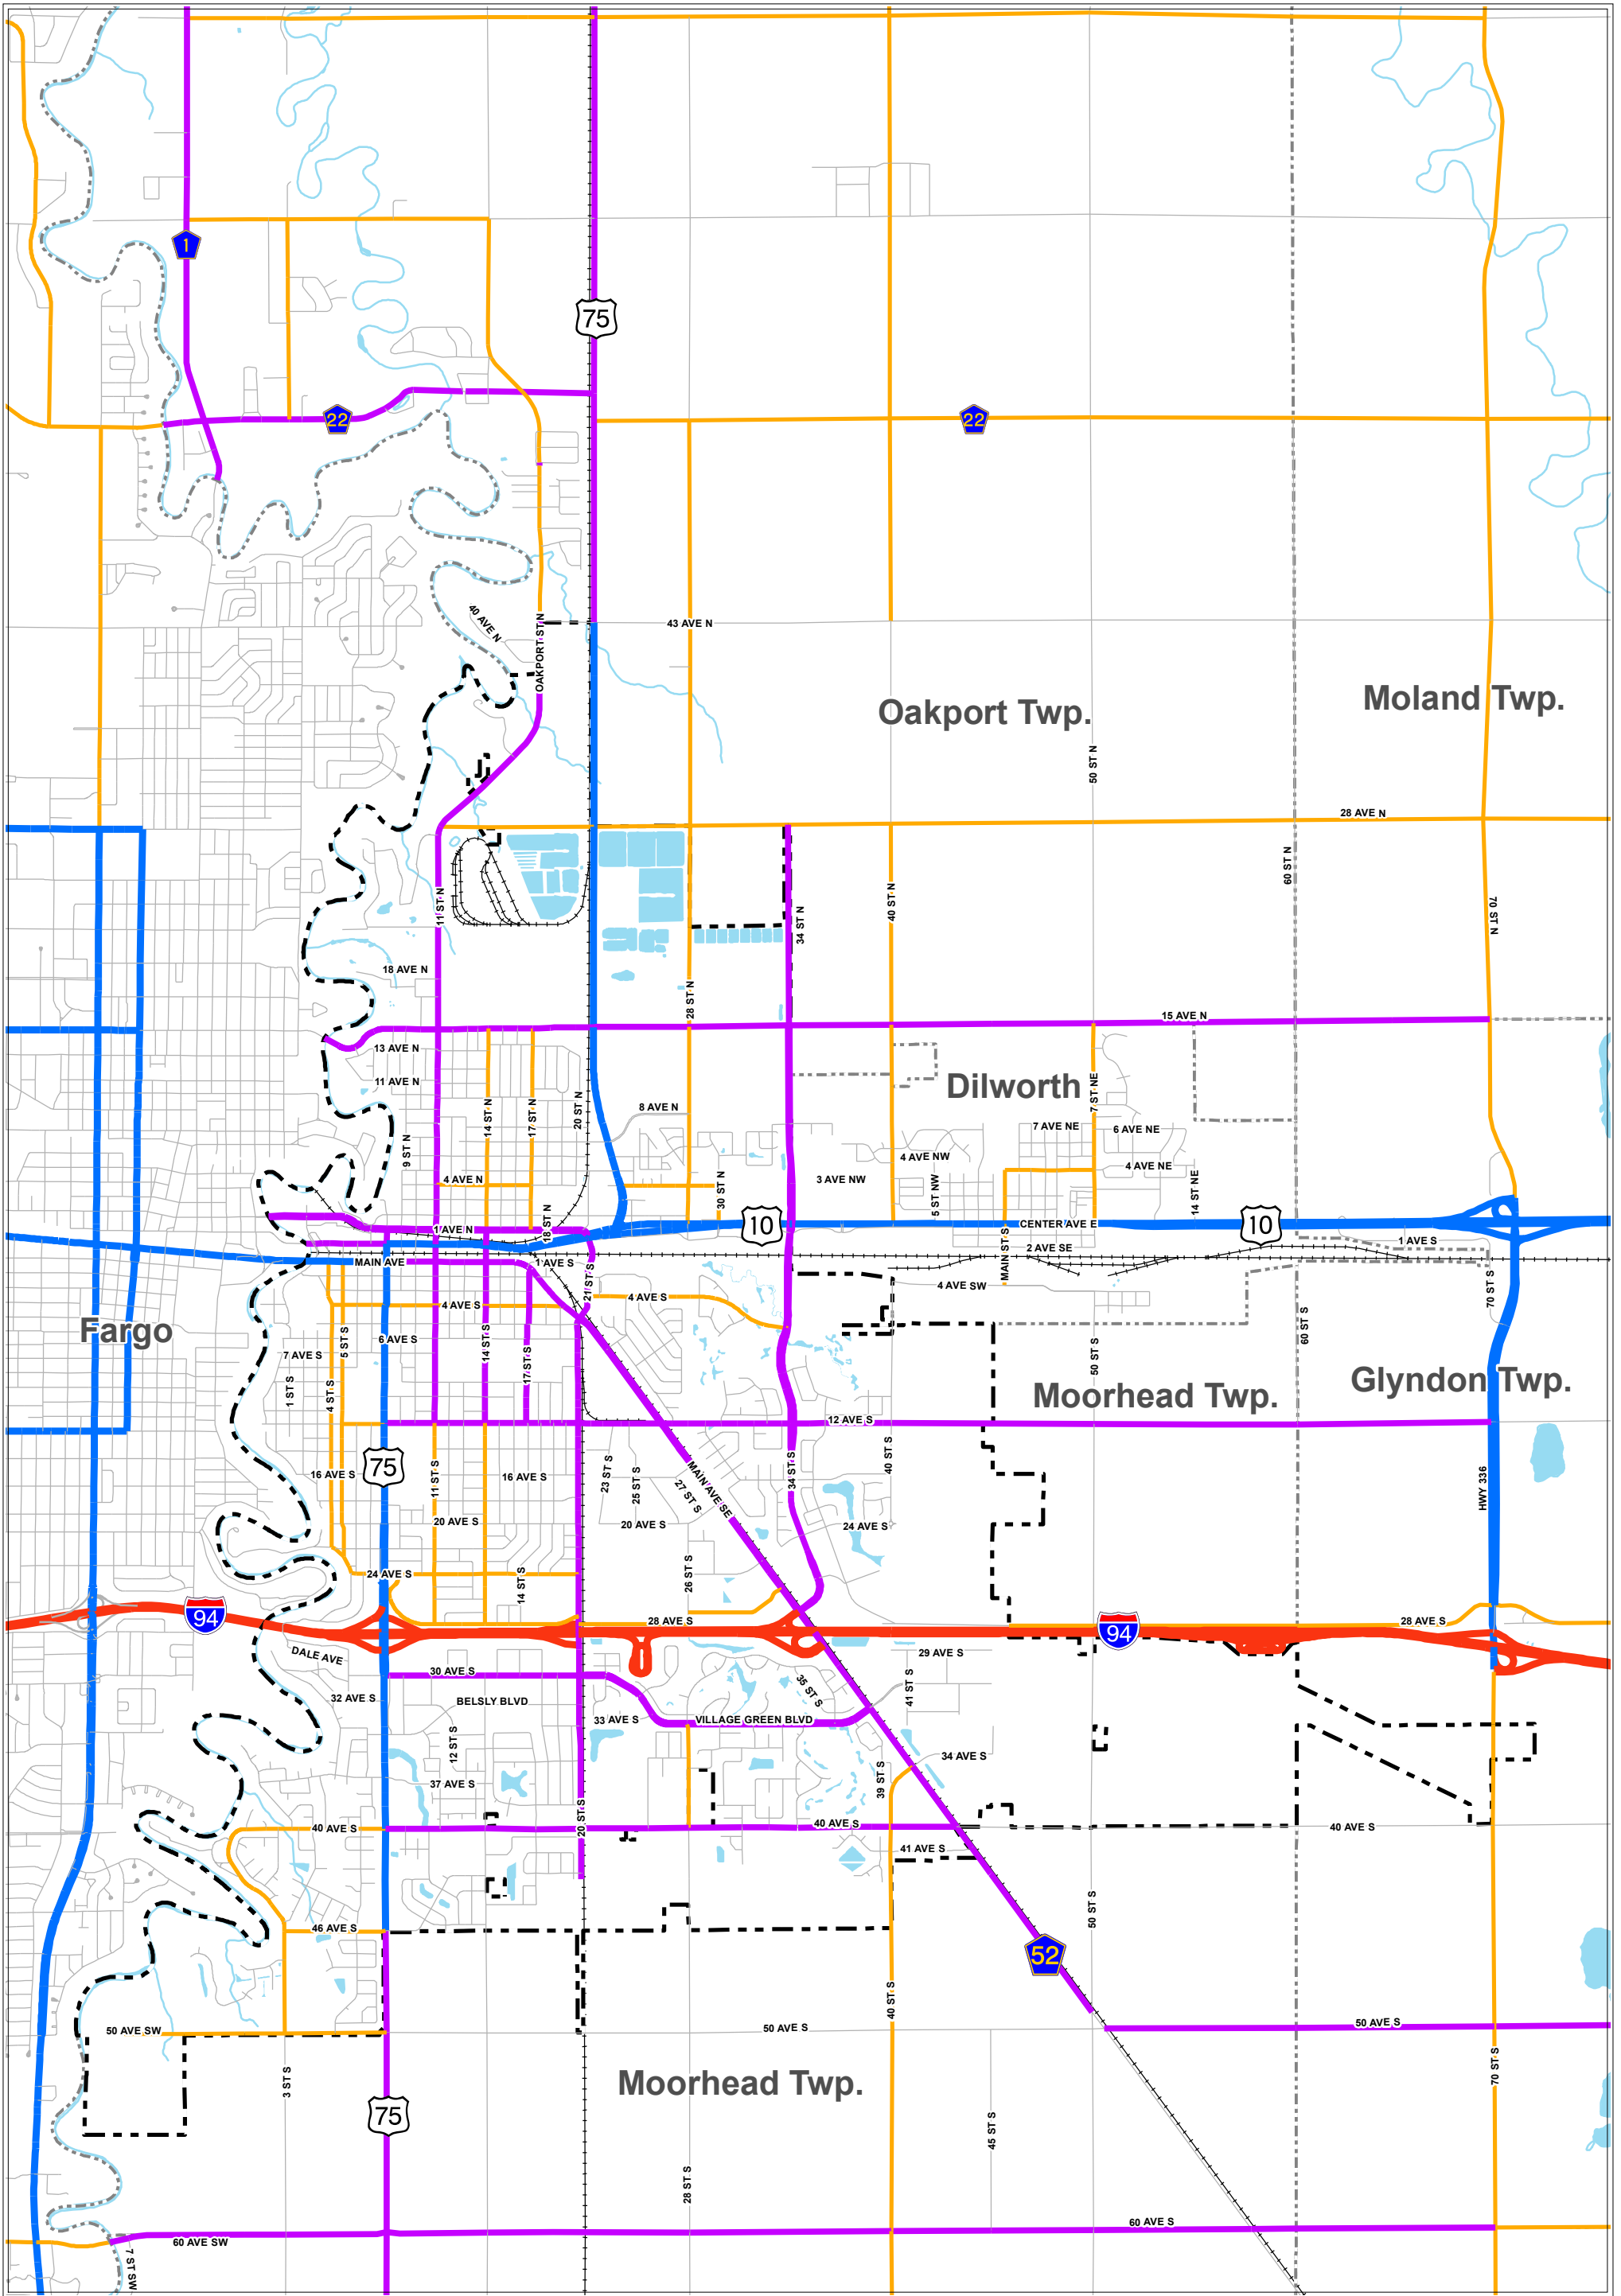 1
75
22
22
40 AVE N
OAKPORT ST N
43 AVE N
Oakport Twp.
Moland Twp.
50 ST N
28 AVE N
60 ST N
11 ST N
34 ST N
40 ST N
70 ST N
18 AVE N
28 ST N
15 AVE N
13 AVE N
11 AVE N
Dilworth
14 ST N
17 ST N
20 ST N
8 AVE N
7 ST NE
7 AVE NE
6 AVE NE
9 ST N
4 AVE NW
4 AVE NE
4 AVE N
3 AVE NW
30 ST N
5 ST NW
14 ST NE
1 AVE N
18 ST N
10
CENTER AVE E
10
MAIN AVE
1 AVE S
2 AVE SE
1 AVE S
MAIN ST S
21 ST S
4 AVE SW
70 ST S
4 AVE S
4 AVE S
Fargo
5 ST S
6 AVE S
14 ST S
17 ST S
50 ST S
60 ST S
7 AVE S
1 ST S
4 ST S
Moorhead Twp.
Glyndon Twp.
12 AVE S
75
16 AVE S
11 ST S
16 AVE S
23 ST S
25 ST S
27 ST S
MAIN AVE SE
34 ST S
40 ST S
HWY 336
20 AVE S
20 AVE S
24 AVE S
24 AVE S
14 ST S
26 ST S
94
28 AVE S
94
28 AVE S
DALE AVE
30 AVE S
29 AVE S
32 AVE S
BELSLY BLVD
35 ST S
41 ST S
33 AVE S
VILLAGE GREEN BLVD
12 ST S
34 AVE S
37 AVE S
39 ST S
40 AVE S
20 ST S
40 AVE S
40 AVE S
41 AVE S
46 AVE S
50 ST S
52
40 ST S
50 AVE SW
50 AVE S
50 AVE S
3 ST S
Moorhead Twp.
70 ST S
75
45 ST S
28 ST S
60 AVE SW
60 AVE S
7 ST SW